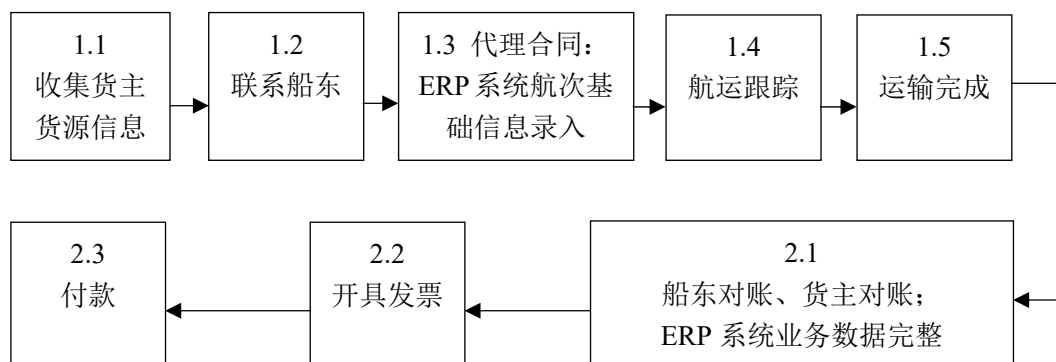 1.1
收集货主
货源信息
1.2
联系船东
1.3 代理合同：
ERP 系统航次基
础信息录入
1.4
航运跟踪
1.5
运输完成
2.3
付款
2.2
开具发票
2.1
船东对账、货主对账；
ERP 系统业务数据完整